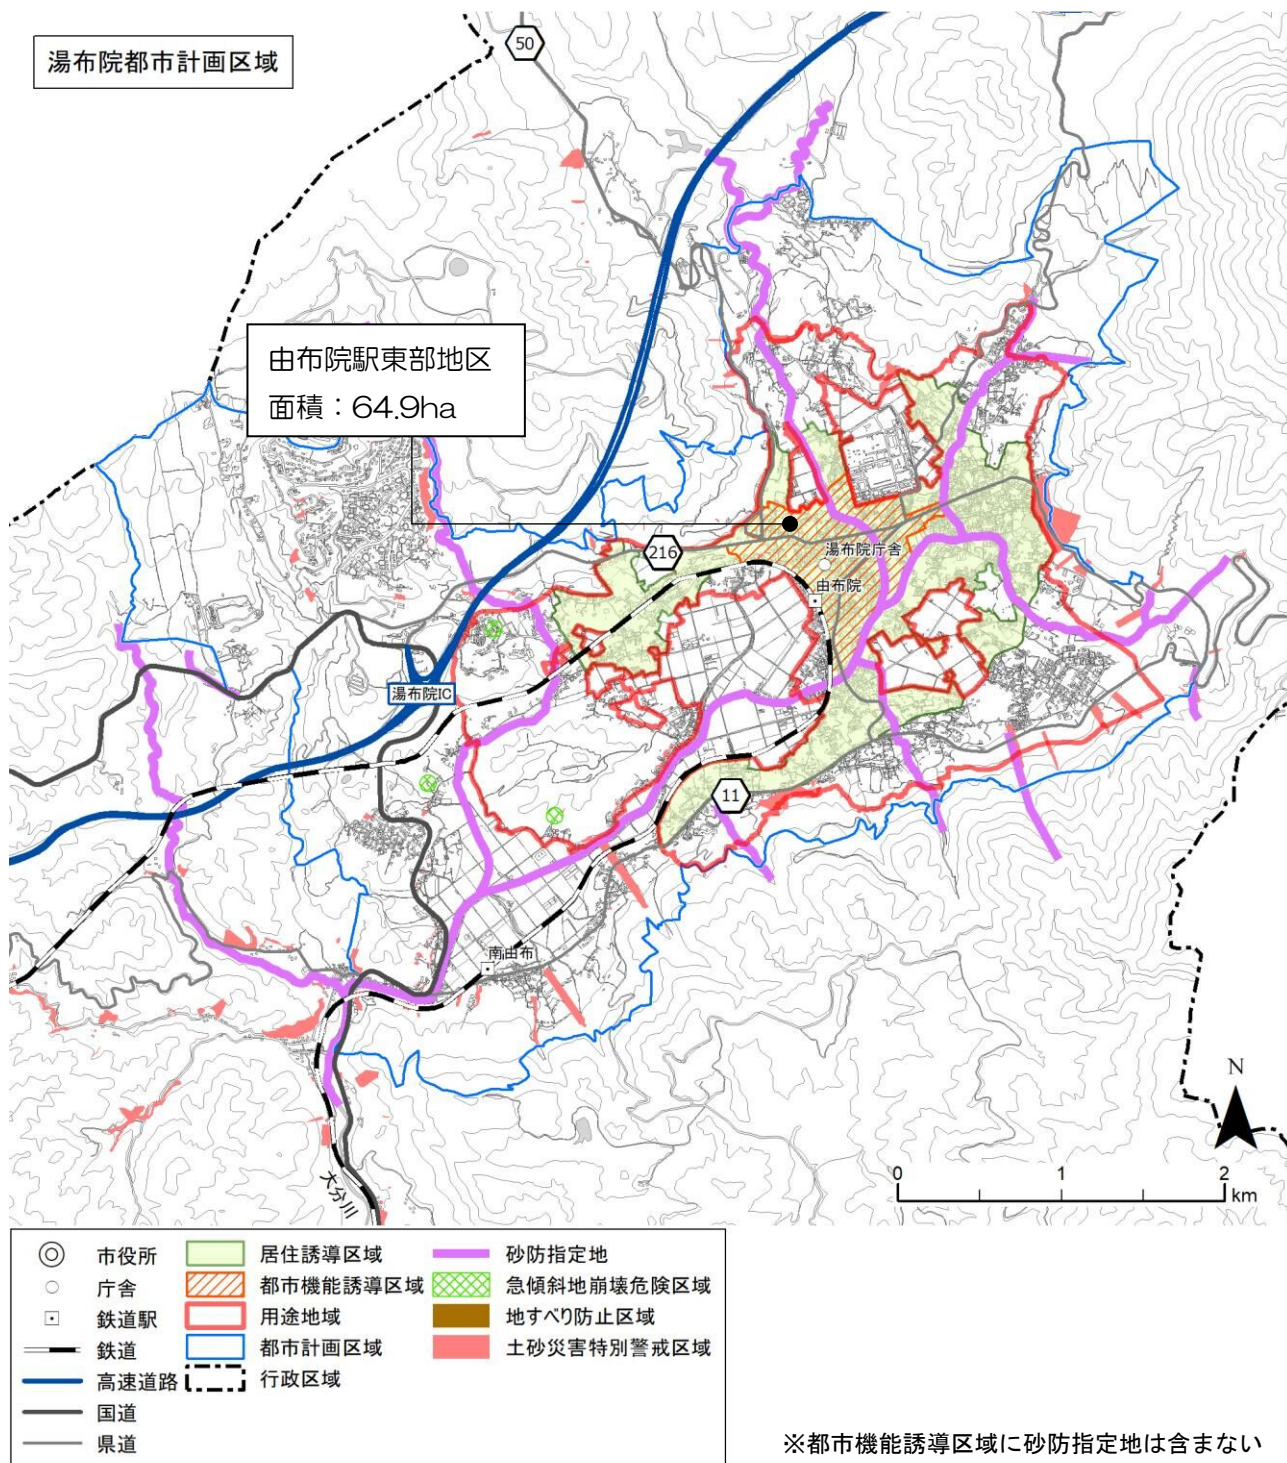 湯布院都市計画区域
50
由布院駅東部地区
面積：64.9ha
216
湯布院庁舎
由布院
湯布院IC
11
南由布
大分川
N
0 1 2
km
市役所
庁舎
鉄道駅
鉄道
高速道路
国道
県道
居住誘導区域
都市機能誘導区域
用途地域
都市計画区域
行政区域
砂防指定地
急傾斜地崩壊危険区域
地すべり防止区域
土砂災害特別警戒区域
※都市機能誘導区域に砂防指定地は含まない